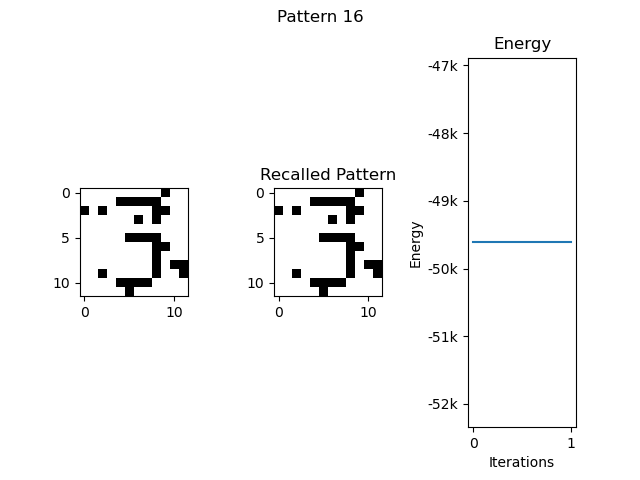 Pattern 16
Energy
-47k
-48k
-49k
-50k
-51k
-52k
Energy
0 1
Iterations
0
5
10
0 10
Recalled Pattern
0
5
10
0 10